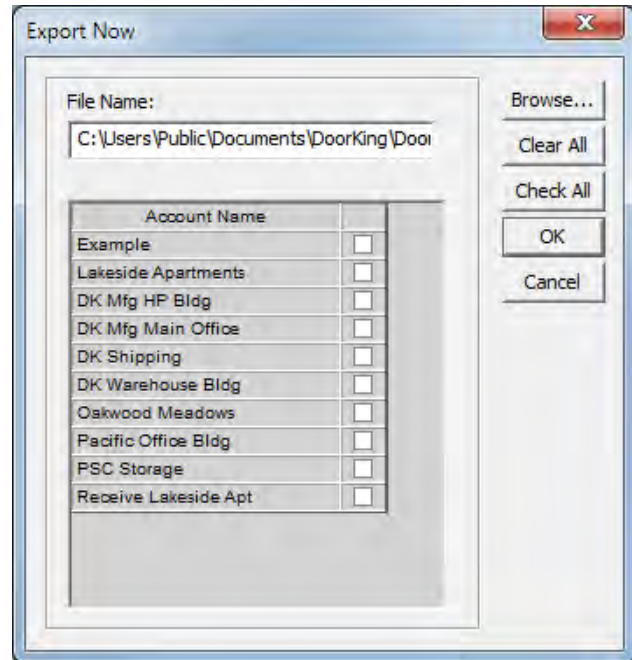 Export Now
File Name:
C:\Users\Public\Documents\DoorKing\Door
Browse...
Clear All
Check All
OK
Cancel
Account Name
Example
Lakeside Apartments
DK Mfg HP Bldg
DK Mfg Main Office
DK Shipping
DK Warehouse Bldg
Oakwood Meadows
Pacific Office Bldg
PSC Storage
Receive Lakeside Apt